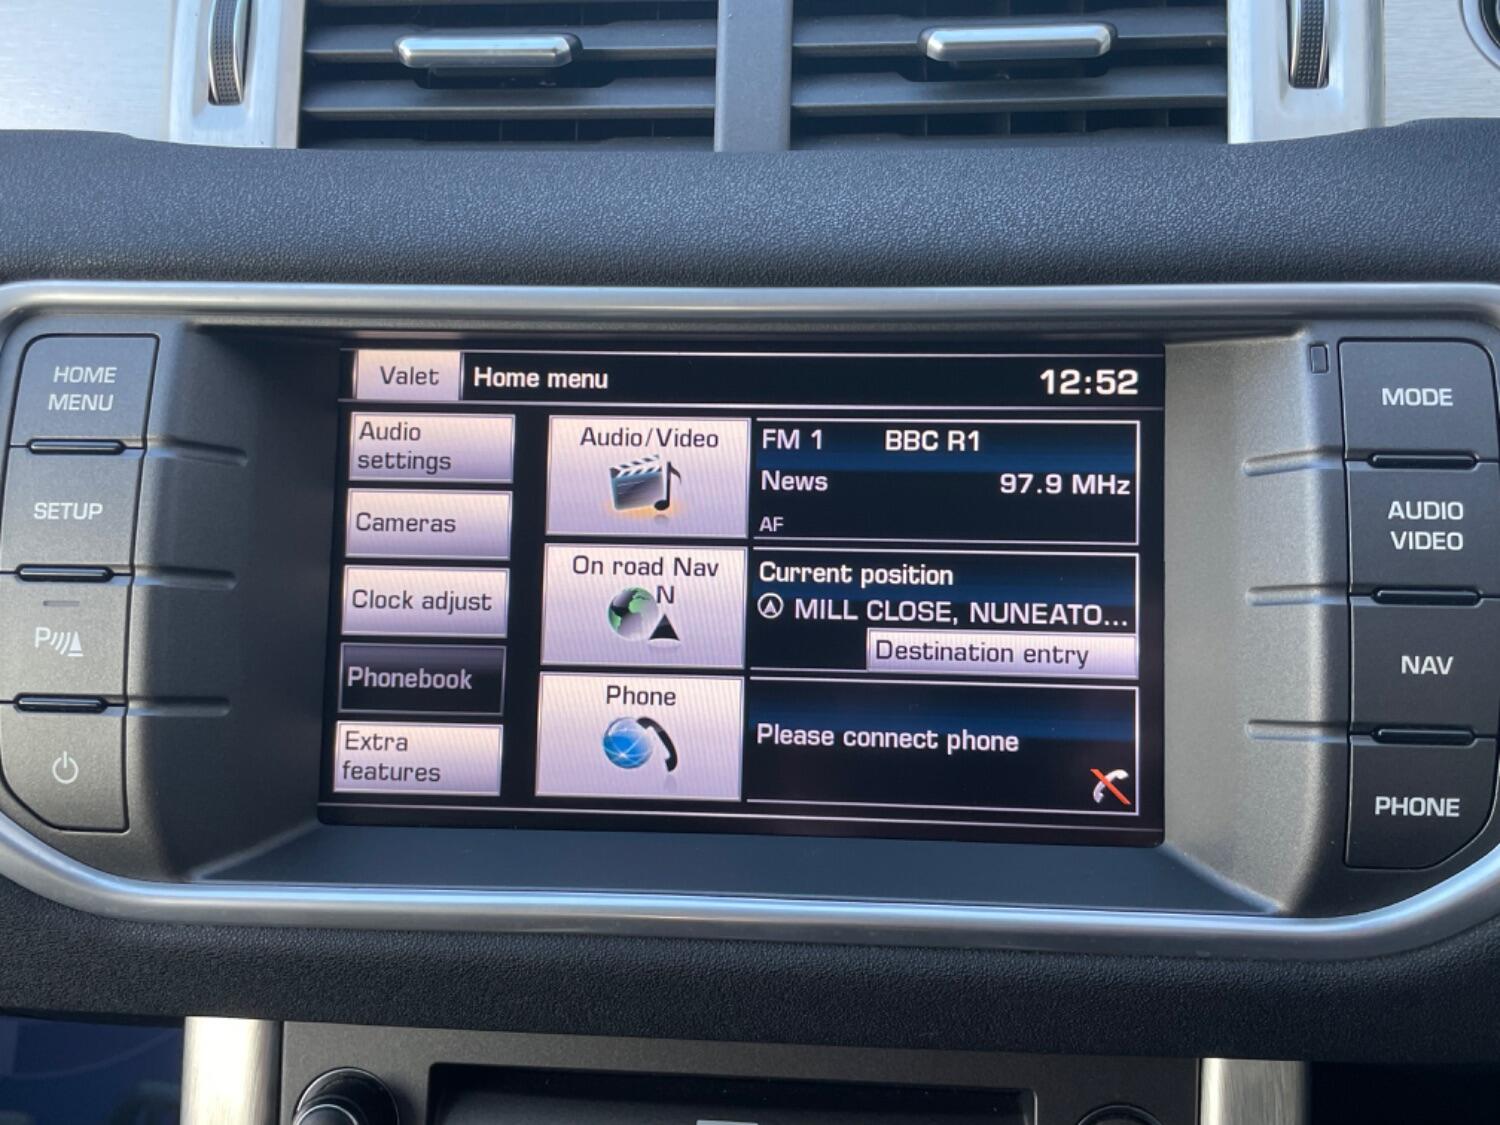 HOME
MENU
SETUP
P
Valet
Home menu
12:52
Audio
settings
Cameras
Clock adjust
Phonebook
Extra
features
Audio/Video
On road Nav
N
Phone
FM 1 BBC R1
News 97.9 MHz
AF
Current position
MILL CLOSE, NUNEATO...
Destination entry
Please connect phone
MODE
AUDIO
VIDEO
NAV
PHONE